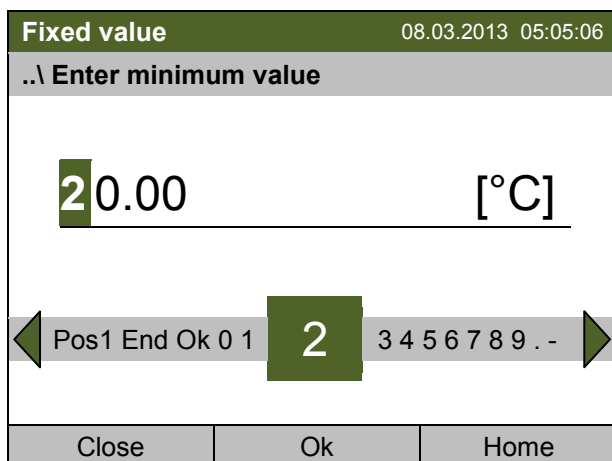 Fixed value 08.03.2013 05:05:06
..\ Enter minimum value
20.00 [°C]
Pos1 End Ok 0 1 2 3 4 5 6 7 8 9 . -
Close Ok Home